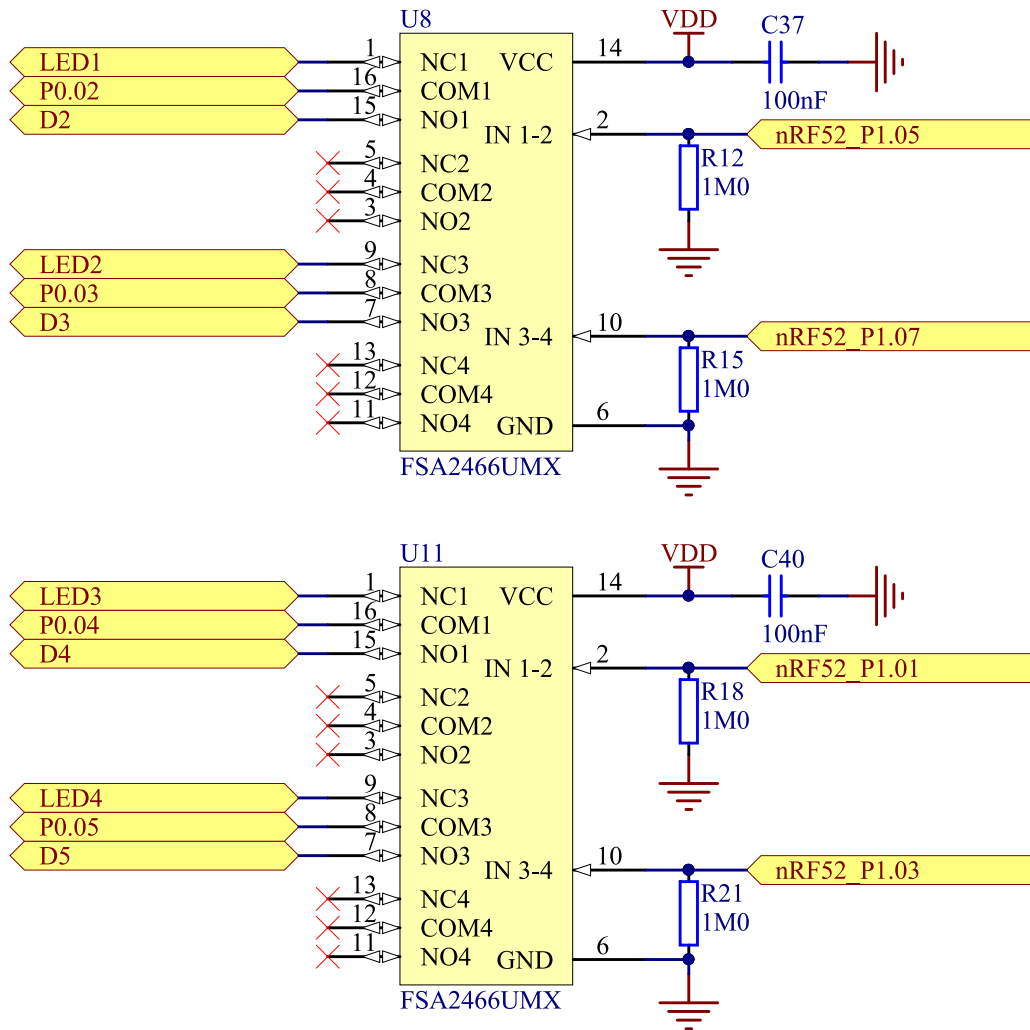 U8
VDD
C37
LED1 1 NC1 VCC 14
P0.02 16 COM1
100nF
D2 15 NO1
IN 1-2 2 nRF52_P1.05
5 NC2
R12
4 COM2
1M0
3 NO2
LED2 9 NC3
P0.03 8 COM3
D3 7 NO3
IN 3-4 10 nRF52_P1.07
13 NC4
R15
12 COM4
1M0
11 NO4
GND 6
FSA2466UMX
U11
VDD
C40
LED3 1 NC1 VCC 14
P0.04 16 COM1
100nF
D4 15 NO1
IN 1-2 2 nRF52_P1.01
5 NC2
R18
4 COM2
1M0
3 NO2
LED4 9 NC3
P0.05 8 COM3
D5 7 NO3
IN 3-4 10 nRF52_P1.03
13 NC4
R21
12 COM4
1M0
11 NO4
GND 6
FSA2466UMX